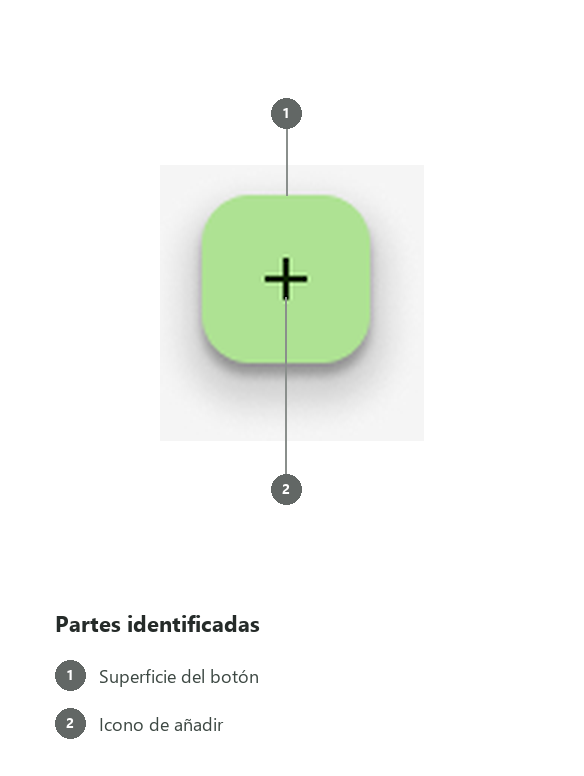 1
2
Partes identificadas
1 Superficie del botón
2 Icono de añadir